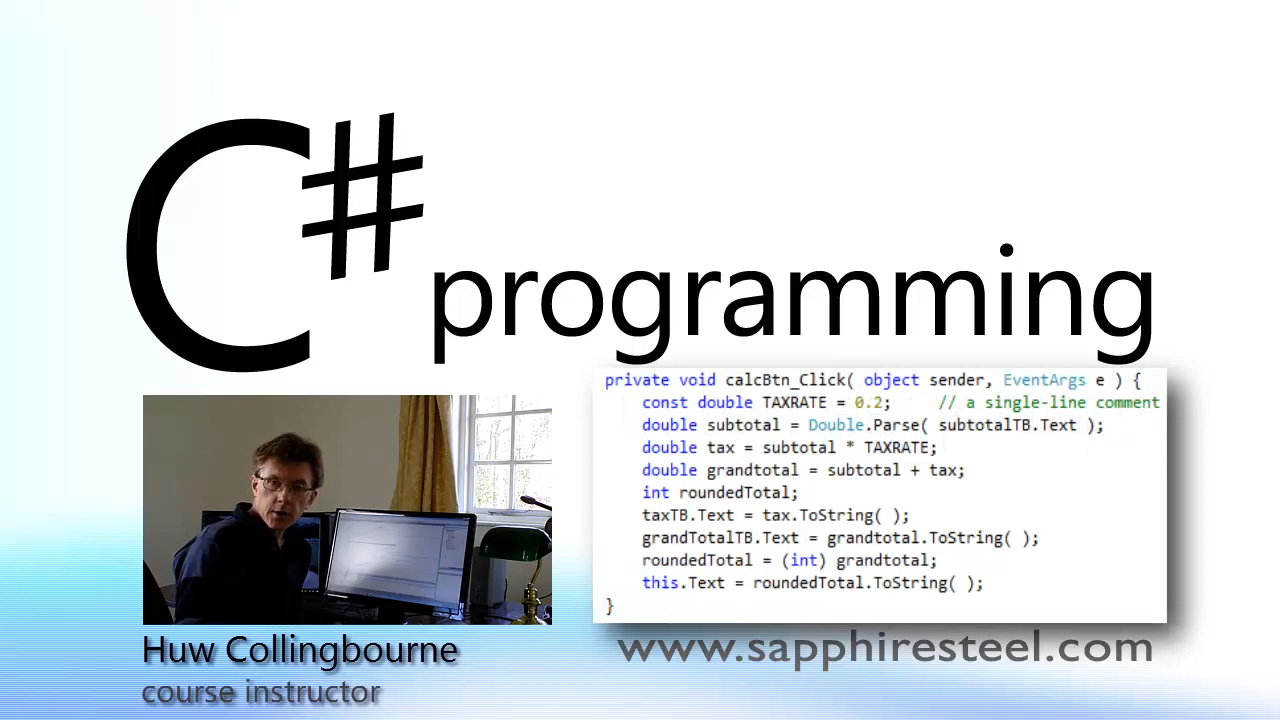 C# programming
private void calcBtn_Click( object sender, EventArgs e ) {
const double TAXRATE = 0.2; // a single-line comment
double subtotal = Double.Parse( subtotalTB.Text );
double tax = subtotal * TAXRATE;
double grandtotal = subtotal + tax;
int roundedTotal;
taxTB.Text = tax.ToString( );
grandTotalTB.Text = grandtotal.ToString( );
roundedTotal = (int) grandtotal;
this.Text = roundedTotal.ToString( );
}
Huw Collingbourne
course instructor
www.sapphiresteel.com